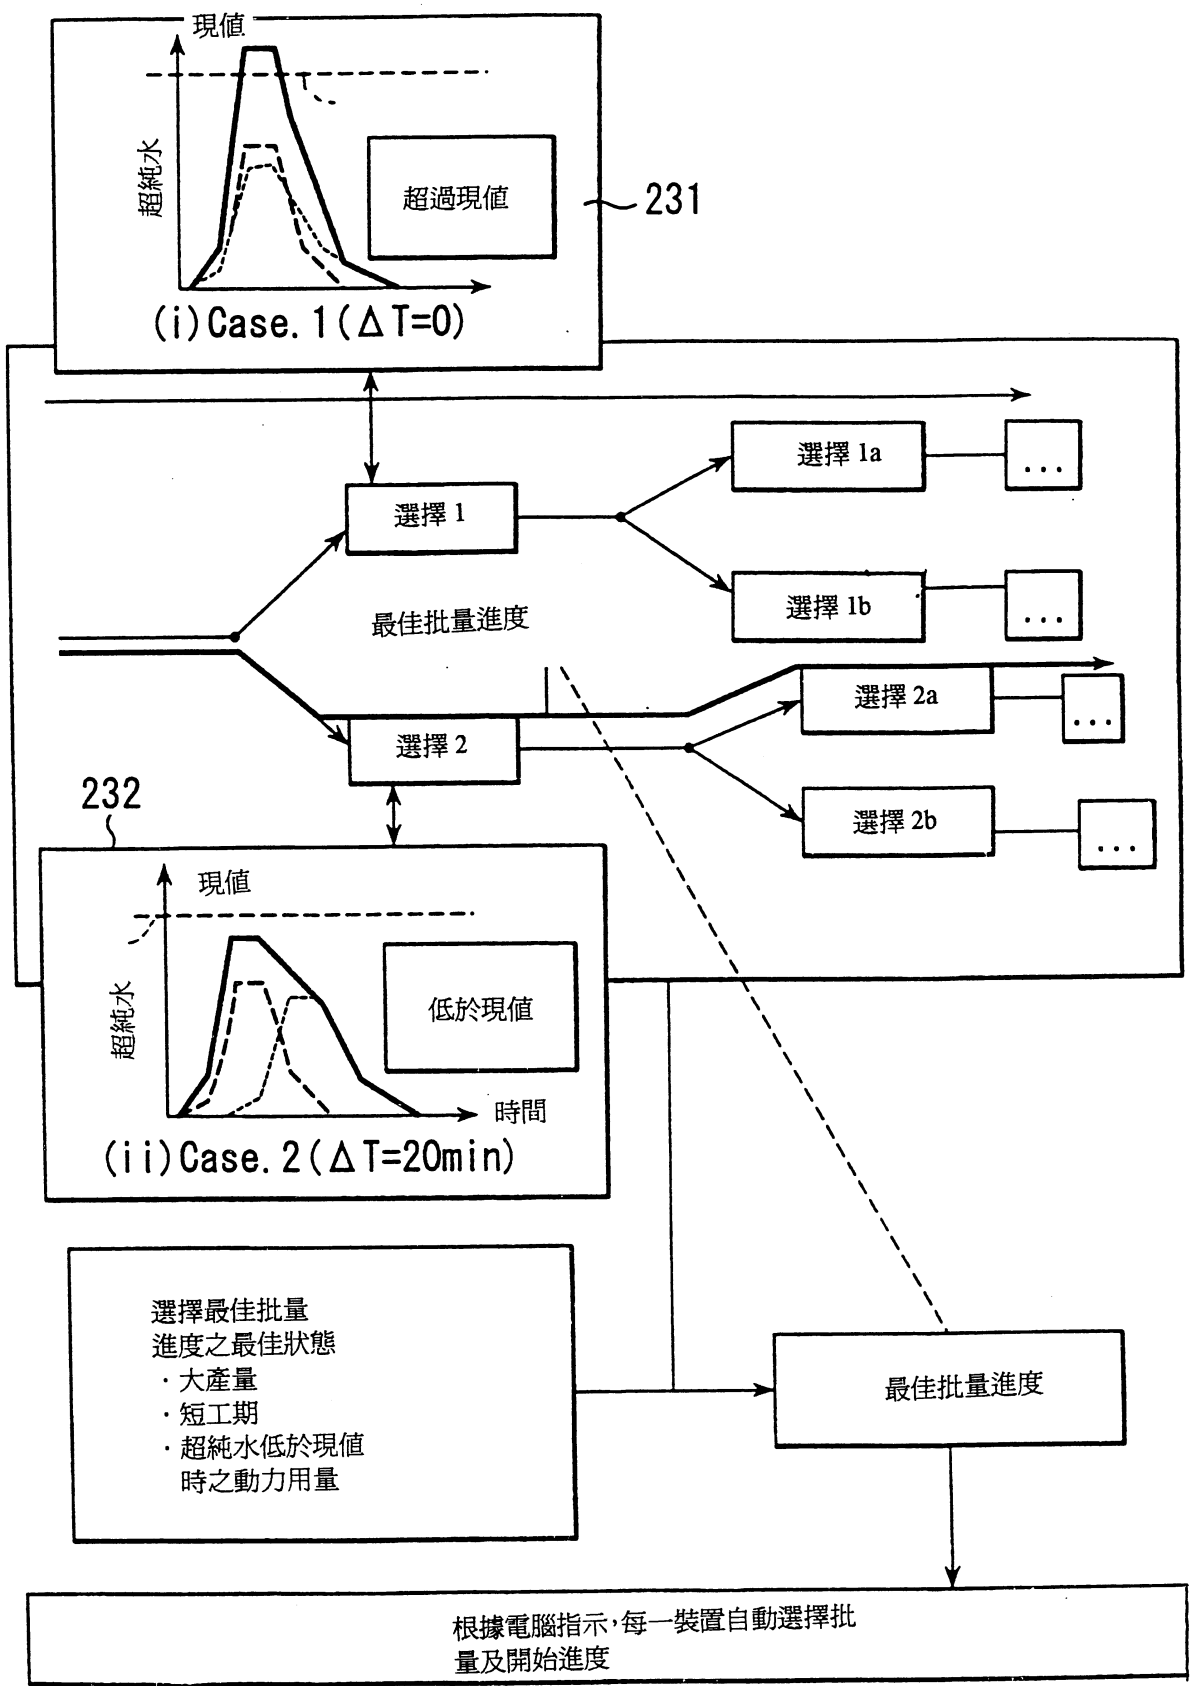 現值
超純水
超過現值
231
(i)Case.1(ΔT=0)
選擇 1a
...
選擇 1
選擇 1b
...
最佳批量進度
選擇 2a
...
選擇 2
232
選擇 2b
...
現值
超純水
低於現值
時間
(ii)Case.2(ΔT=20min)
選擇最佳批量
進度之最佳狀態
·大產量
·短工期
·超純水低於現值
時之動力用量
最佳批量進度
根據電腦指示,每一裝置自動選擇批
量及開始進度